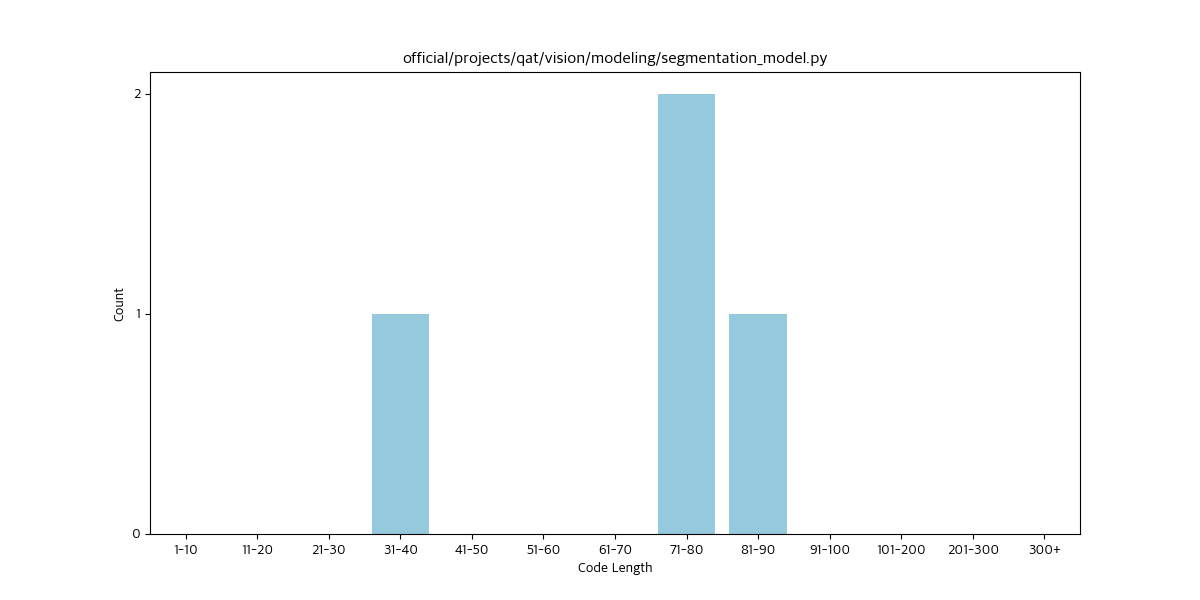 official/projects/qat/vision/modeling/segmentation_model.py
Count
2
1
0
1-10 11-20 21-30 31-40 41-50 51-60 61-70 71-80 81-90 91-100 101-200 201-300 300+
Code Length